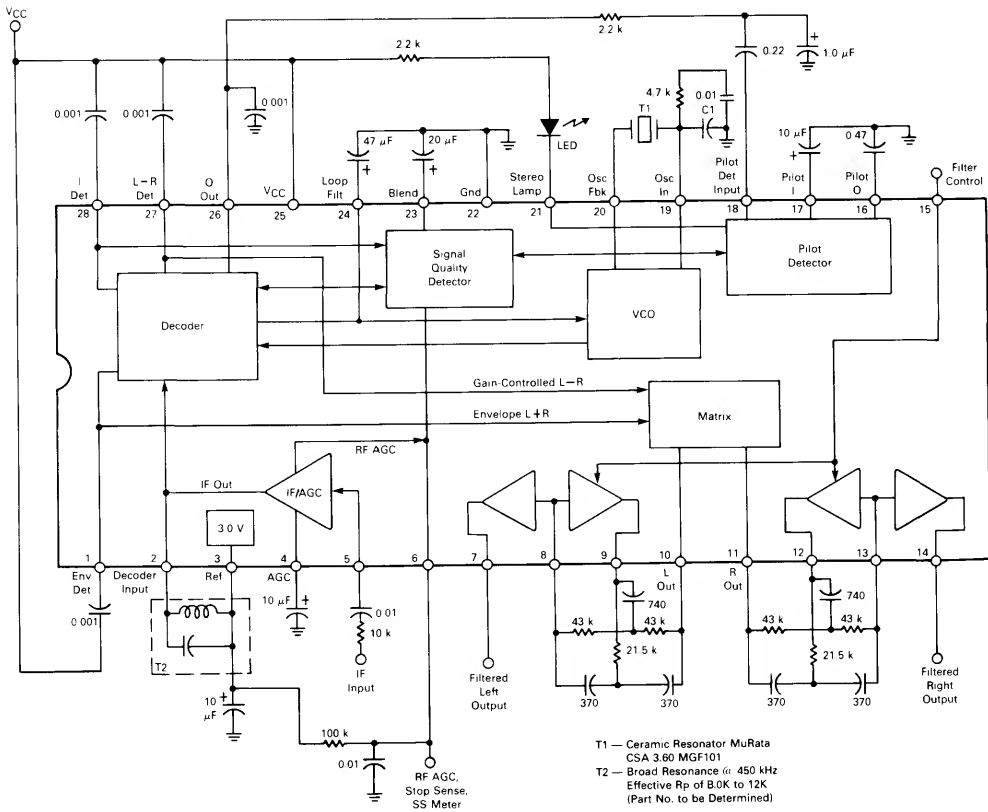 VCC
2.2 k
2.2 k
0.22
+
1.0 μF
0 001
0 001
0 001
47 μF
+
20 μF
+
LED
T1
4.7 k
0.01
C1
10 μF
+
0 47
I
Det
28
L–R
Det
27
Q
Out
26
VCC
25
Loop
Filt
24
Blend
23
Gnd
22
Stereo
Lamp
21
Osc
Fbk
20
Osc
In
19
Pilot
Det
Input
18
Pilot
I
17
Pilot
Q
16
Filter
Control
15
Decoder
Signal
Quality
Detector
VCO
Pilot
Detector
Gain-Controlled L–R
Envelope L+R
Matrix
RF AGC
IF Out
IF/AGC
3 0 V
1
Env
Det
2
Decoder
Input
3
Ref
4
AGC
5
6
7
8
9
10
L
Out
11
R
Out
12
13
14
0 001
T2
10 μF
+
0.01
10 k
IF
Input
10
μF
+
100 k
0.01
RF AGC,
Stop Sense,
SS Meter
Filtered
Left
Output
740
43 k
43 k
21.5 k
370
370
740
43 k
43 k
21.5 k
370
370
Filtered
Right
Output
T1 — Ceramic Resonator MuRata
CSA 3.60 MGF101
T2 — Broad Resonance @ 450 kHz
Effective Rp of 8.0K to 12K
(Part No. to be Determined)